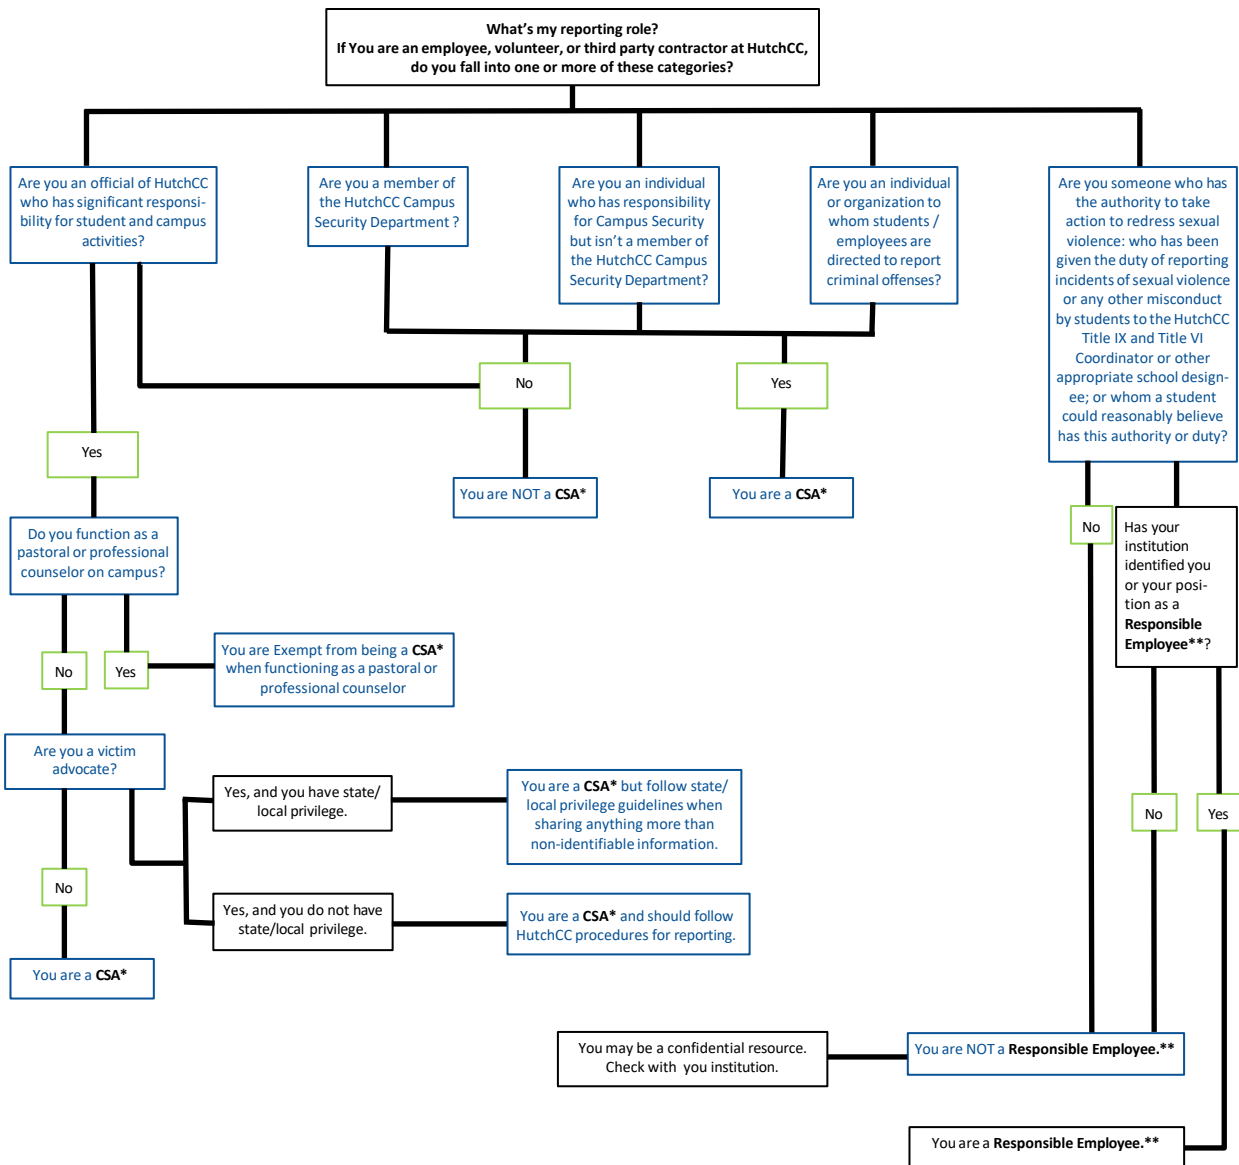 What's my reporting role?
If You are an employee, volunteer, or third party contractor at HutchCC,
do you fall into one or more of these categories?
Are you an official of HutchCC
who has significant responsi-
bility for student and campus
activities?
Are you a member of
the HutchCC Campus
Security Department ?
Are you an individual
who has responsibility
for Campus Security
but isn't a member of
the HutchCC Campus
Security Department?
Are you an individual
or organization to
whom students /
employees are
directed to report
criminal offenses?
Are you someone who has
the authority to take
action to redress sexual
violence: who has been
given the duty of reporting
incidents of sexual violence
or any other misconduct
by students to the HutchCC
Title IX and Title VI
Coordinator or other
appropriate school design-
ee; or whom a student
could reasonably believe
has this authority or duty?
No
Yes
Yes
You are NOT a CSA*
You are a CSA*
No
Has your
institution
identified you
or your posi-
tion as a
Responsible
Employee**?
Do you function as a
pastoral or professional
counselor on campus?
No
Yes
You are Exempt from being a CSA*
when functioning as a pastoral or
professional counselor
Are you a victim
advocate?
Yes, and you have state/
local privilege.
You are a CSA* but follow state/
local privilege guidelines when
sharing anything more than
non-identifiable information.
No
Yes
No
Yes, and you do not have
state/local privilege.
You are a CSA* and should follow
HutchCC procedures for reporting.
You are a CSA*
You may be a confidential resource.
Check with you institution.
You are NOT a Responsible Employee.**
You are a Responsible Employee.**